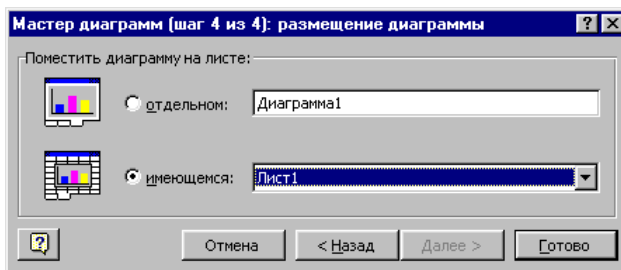 Мастер диаграмм (шаг 4 из 4): размещение диаграммы
Поместить диаграмму на листе:
отдельном: Диаграмма1
имеющемся: Лист1
Отмена < Назад Далее > Готово